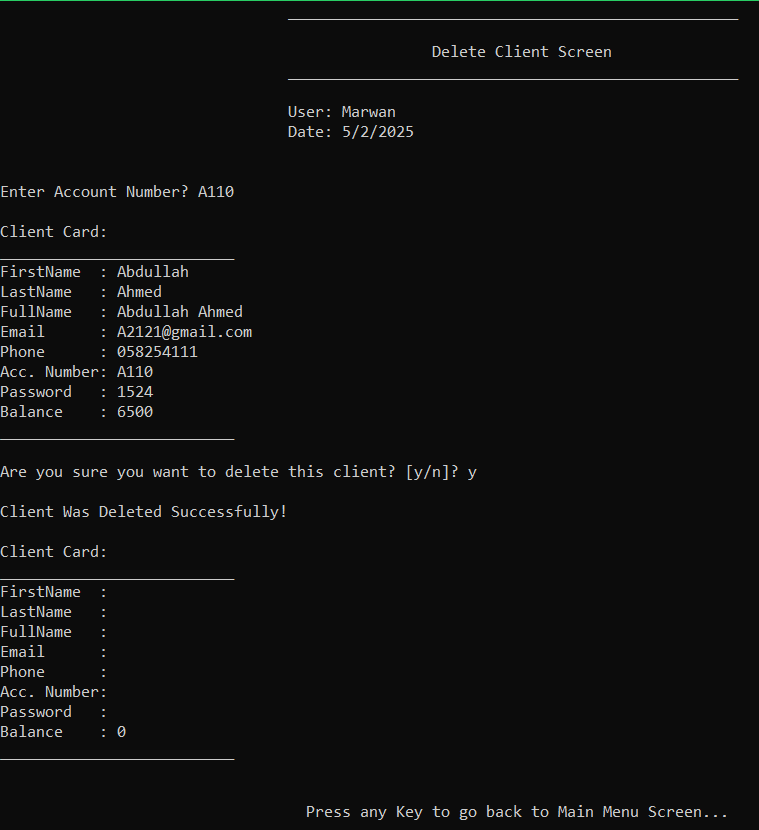 Delete Client Screen
User: Marwan
Date: 5/2/2025
Enter Account Number? A110
Client Card:
FirstName  : Abdullah
LastName   : Ahmed
FullName   : Abdullah Ahmed
Email      : A2121@gmail.com
Phone      : 058254111
Acc. Number: A110
Password   : 1524
Balance    : 6500
Are you sure you want to delete this client? [y/n]? y
Client Was Deleted Successfully!
Client Card:
FirstName  :
LastName   :
FullName   :
Email      :
Phone      :
Acc. Number:
Password   :
Balance    : 0
Press any Key to go back to Main Menu Screen...